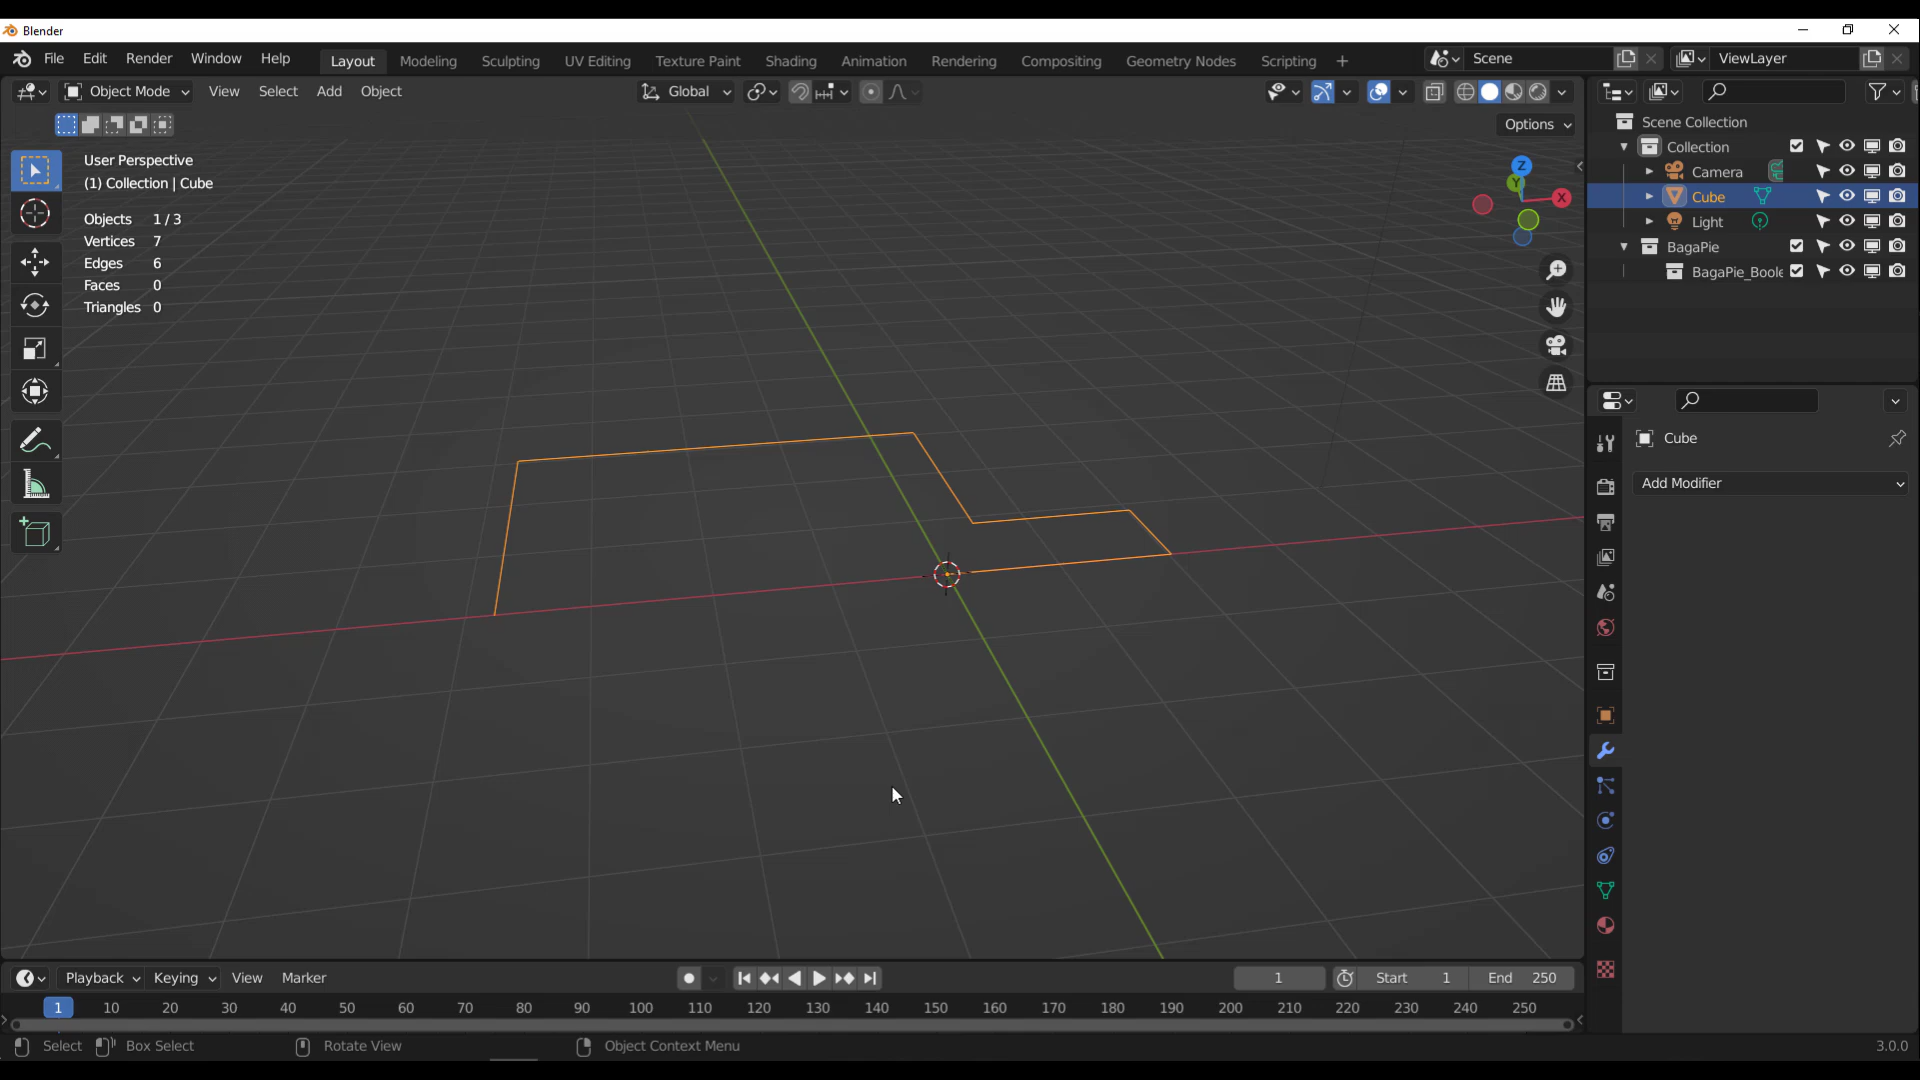 Blender
File Edit Render Window Help Layout Modeling Sculpting UV Editing Texture Paint Shading Animation Rendering Compositing Geometry Nodes Scripting + Scene ViewLayer
Object Mode View Select Add Object Global
Options
User Perspective
(1) Collection | Cube
Objects 1 / 3
Vertices 7
Edges 6
Faces 0
Triangles 0
Z
Y
X
Scene Collection
Collection
Camera
Cube
Light
BagaPie
BagaPie_Boole
Cube
Add Modifier
Playback Keying View Marker 1 Start 1 End 250
1 10 20 30 40 50 60 70 80 90 100 110 120 130 140 150 160 170 180 190 200 210 220 230 240 250
Select Box Select Rotate View Object Context Menu 3.0.0